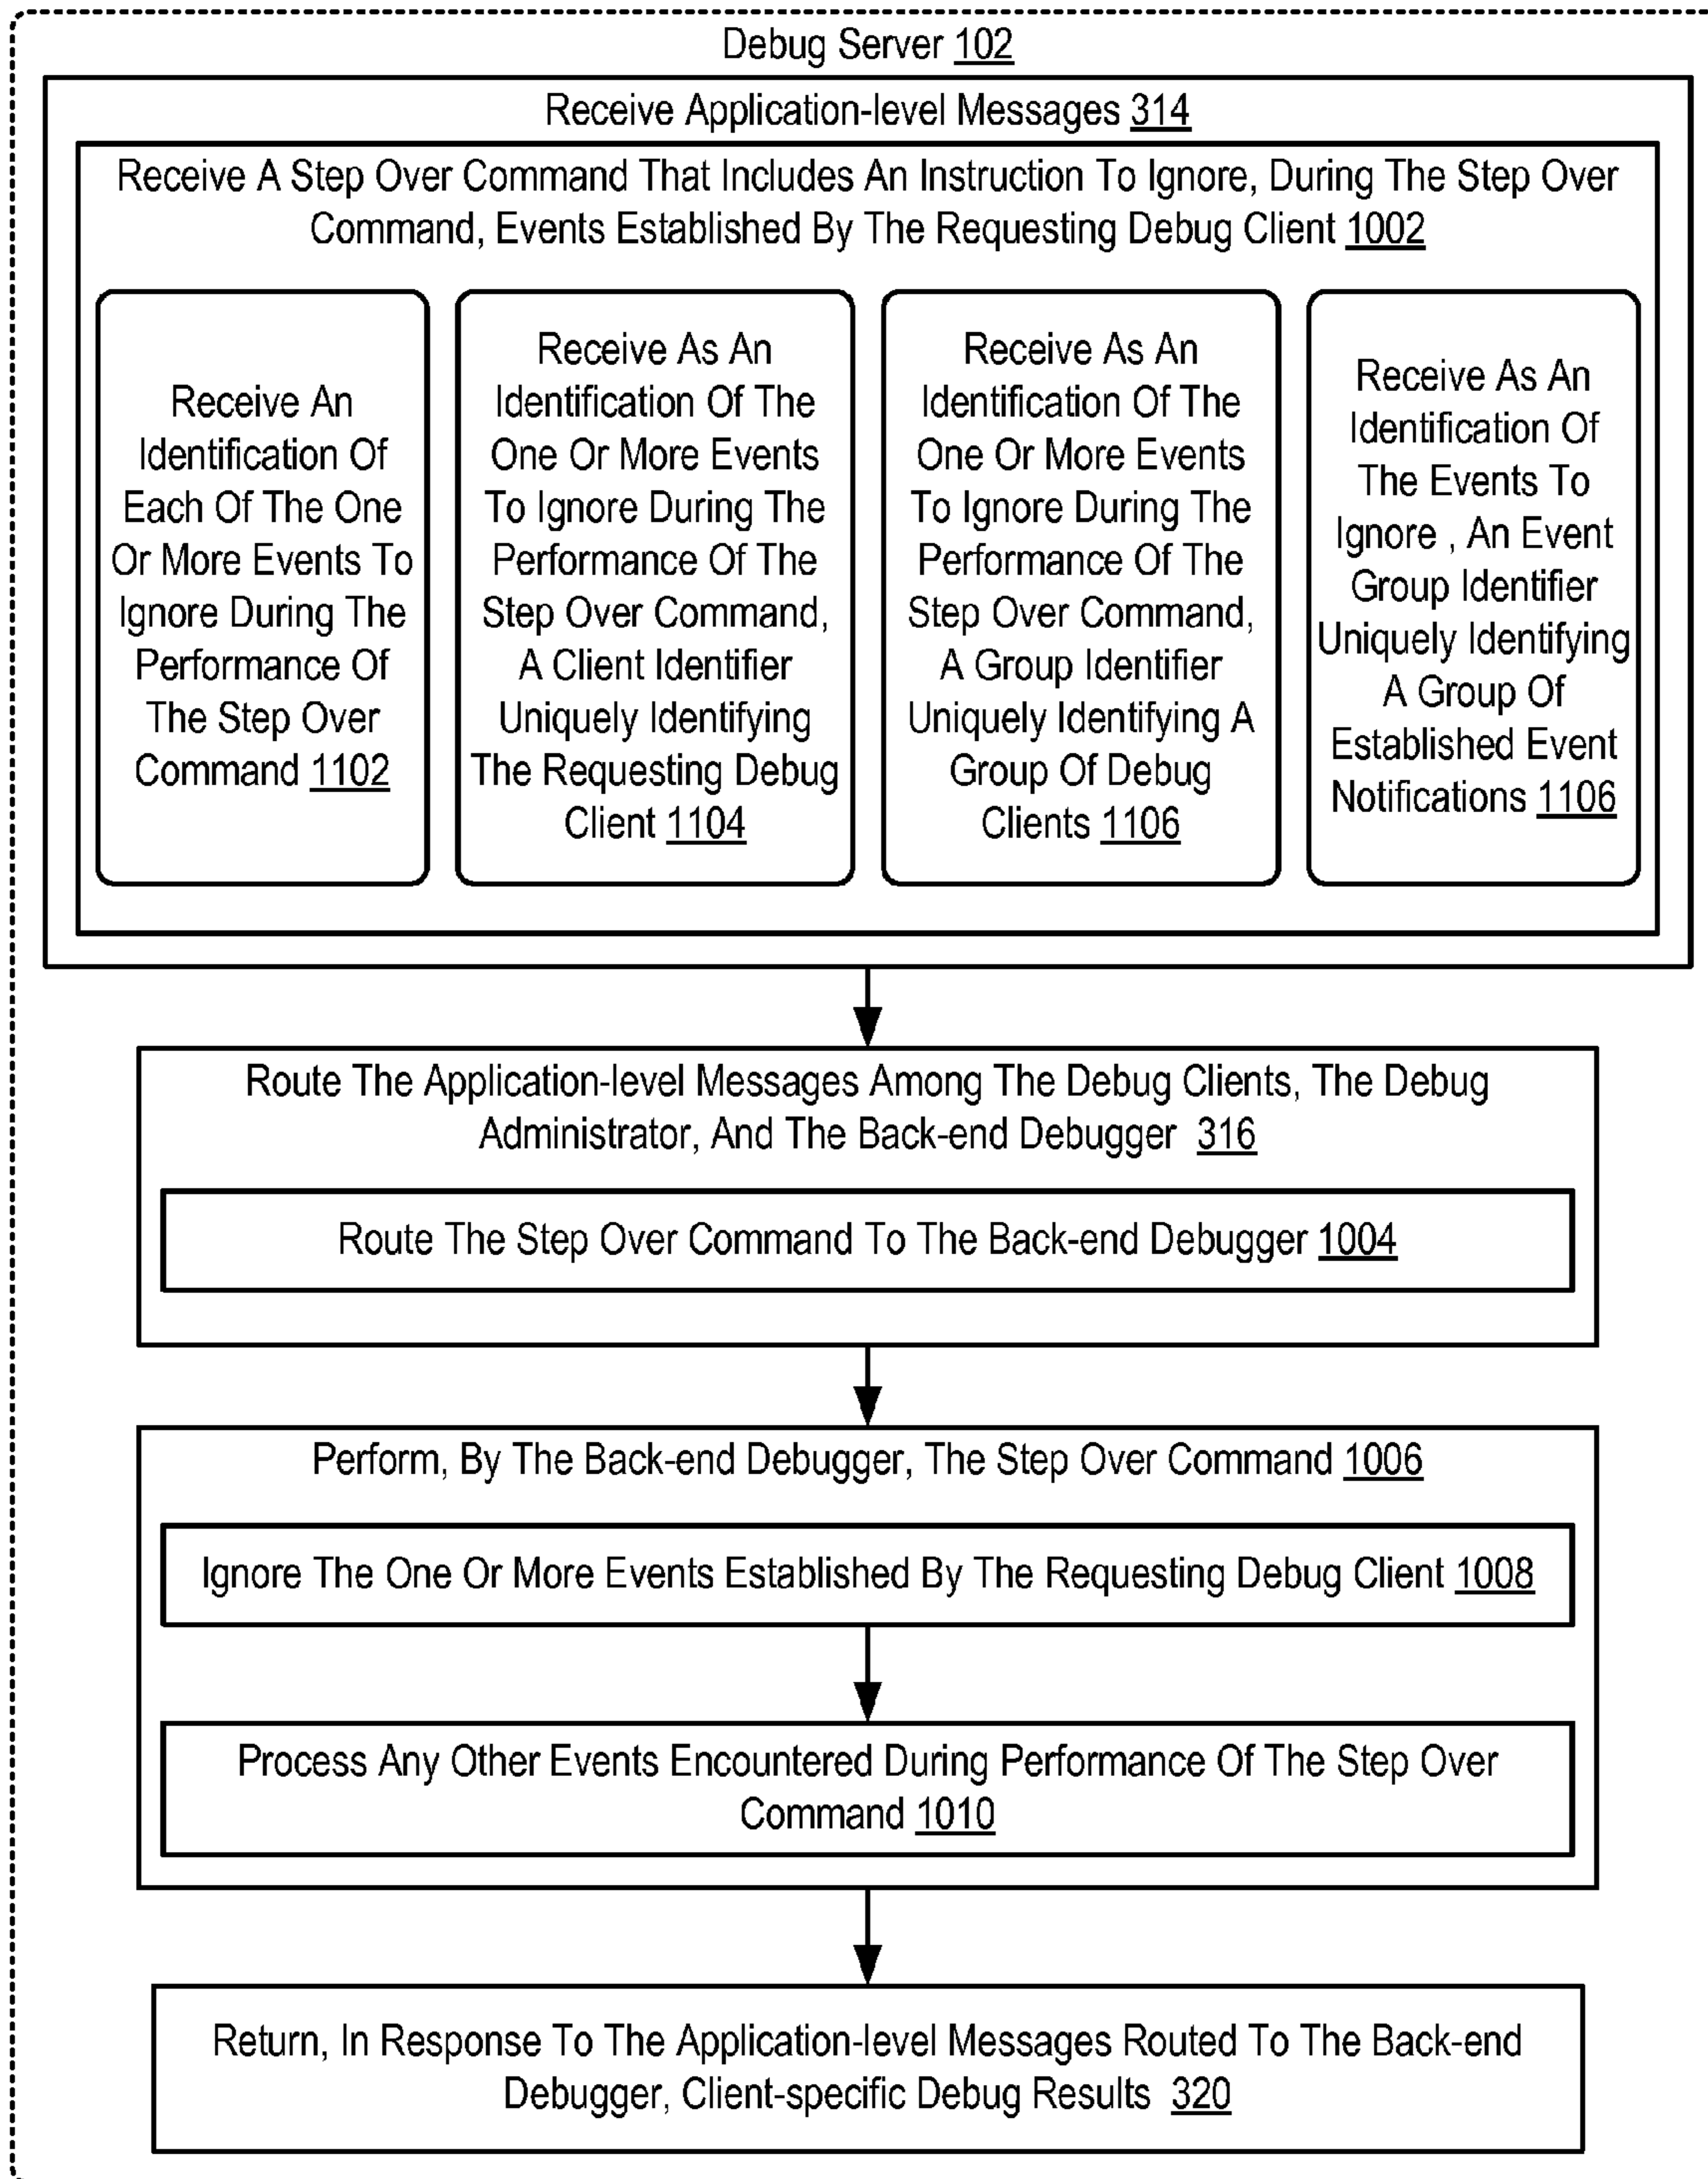 Debug Server 102
Receive Application-level Messages 314
Receive A Step Over Command That Includes An Instruction To Ignore, During The Step Over
Command, Events Established By The Requesting Debug Client 1002
Receive An
Identification Of
Each Of The One
Or More Events To
Ignore During The
Performance Of
The Step Over
Command 1102
Receive As An
Identification Of The
One Or More Events
To Ignore During The
Performance Of The
Step Over Command,
A Client Identifier
Uniquely Identifying
The Requesting Debug
Client 1104
Receive As An
Identification Of The
One Or More Events
To Ignore During The
Performance Of The
Step Over Command,
A Group Identifier
Uniquely Identifying A
Group Of Debug
Clients 1106
Receive As An
Identification Of
The Events To
Ignore , An Event
Group Identifier
Uniquely Identifying
A Group Of
Established Event
Notifications 1106
Route The Application-level Messages Among The Debug Clients, The Debug
Administrator, And The Back-end Debugger 316
Route The Step Over Command To The Back-end Debugger 1004
Perform, By The Back-end Debugger, The Step Over Command 1006
Ignore The One Or More Events Established By The Requesting Debug Client 1008
Process Any Other Events Encountered During Performance Of The Step Over
Command 1010
Return, In Response To The Application-level Messages Routed To The Back-end
Debugger, Client-specific Debug Results 320